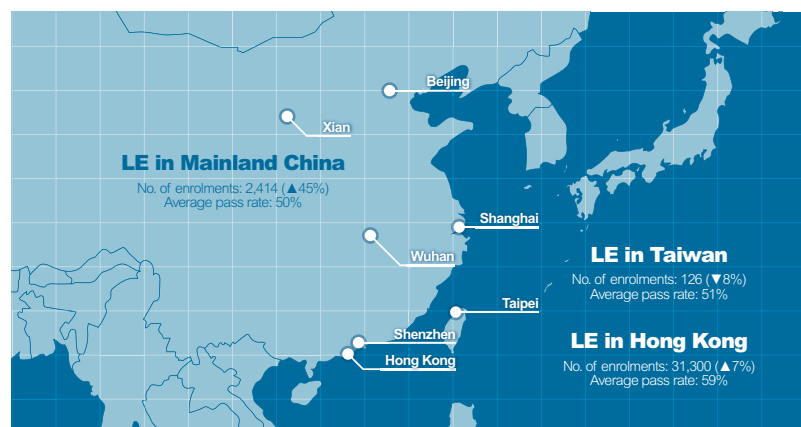 Beijing
Xian
LE in Mainland China
No. of enrolments: 2,414 (▲45%)
Average pass rate: 50%
Shanghai
Wuhan
LE in Taiwan
No. of enrolments: 126 (▼8%)
Average pass rate: 51%
Taipei
Shenzhen
Hong Kong
LE in Hong Kong
No. of enrolments: 31,300 (▲7%)
Average pass rate: 59%